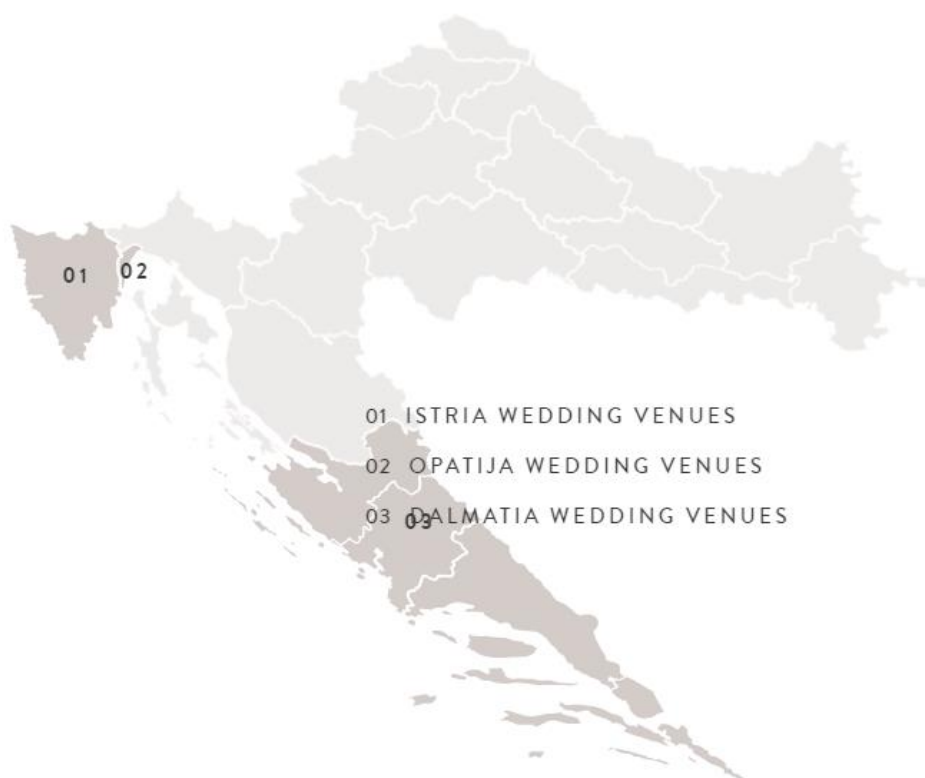 01 02
01 ISTRIA WEDDING VENUES
02 OPATIJA WEDDING VENUES
03 DALMATIA WEDDING VENUES
03